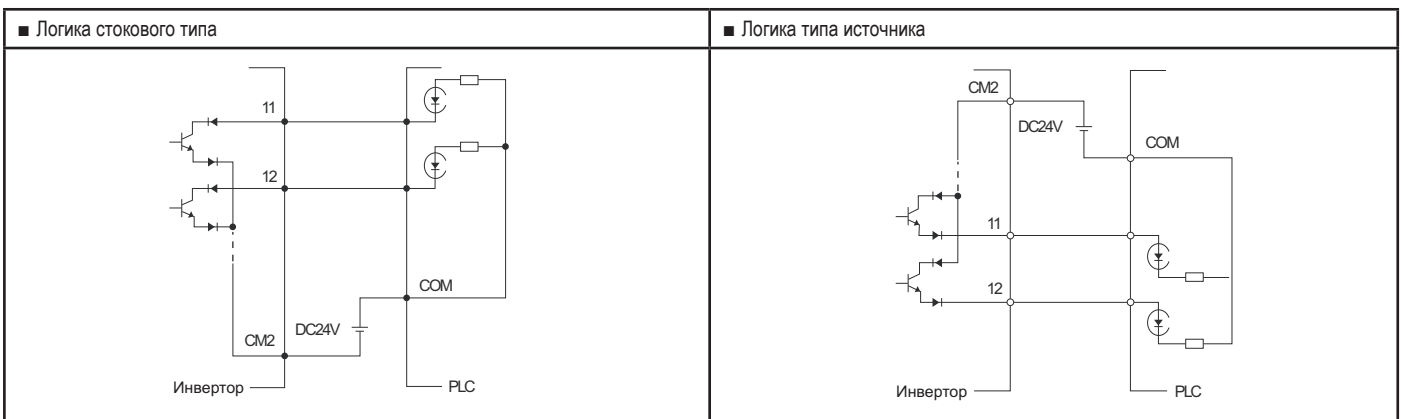 ■ Логика стокового типа
11
12
COM
DC24V
CM2
Инвертор
PLC
■ Логика типа источника
CM2
DC24V
COM
11
12
Инвертор
PLC